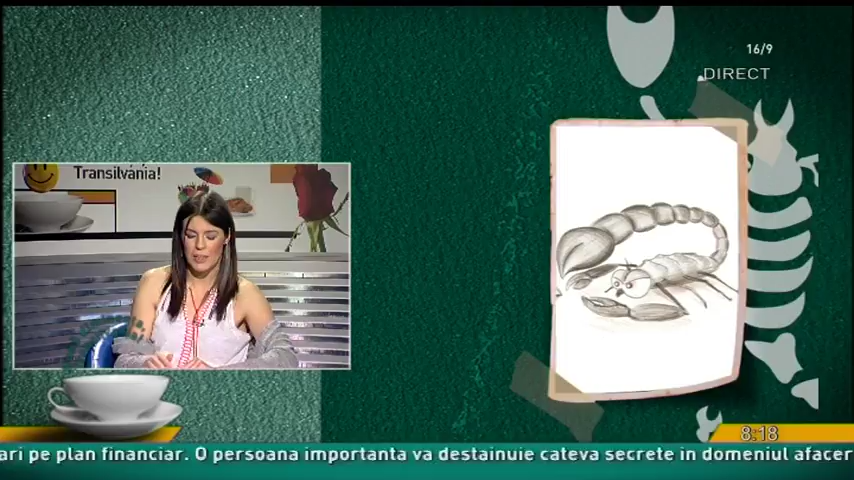 16/9
DIRECT
Transilvania!
8:18
ari pe plan financiar. O persoana importanta va destainuie cateva secrete in domeniul afacer